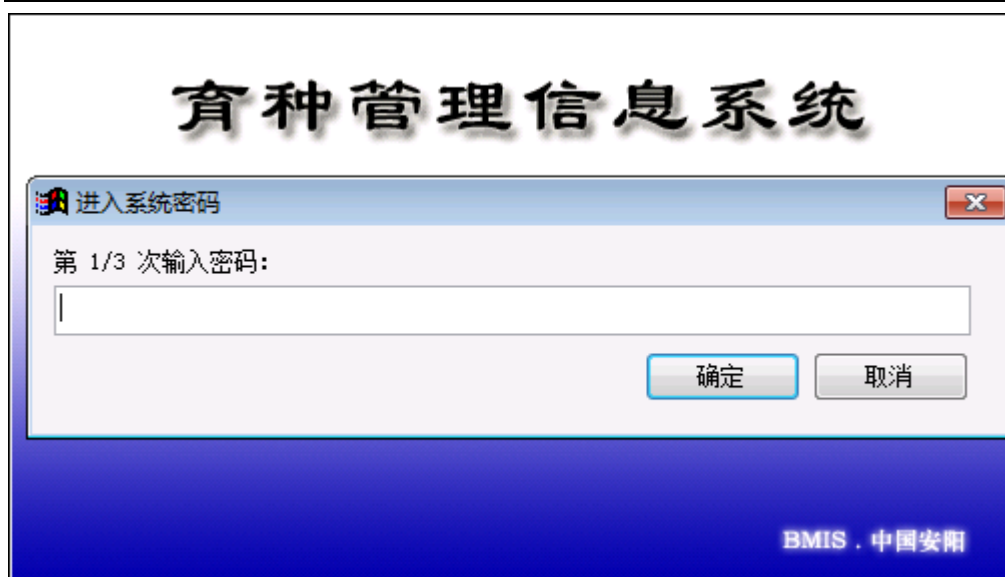 育种管理信息系统
进入系统密码
第 1/3 次输入密码:
确定 取消
BMIS . 中国安阳